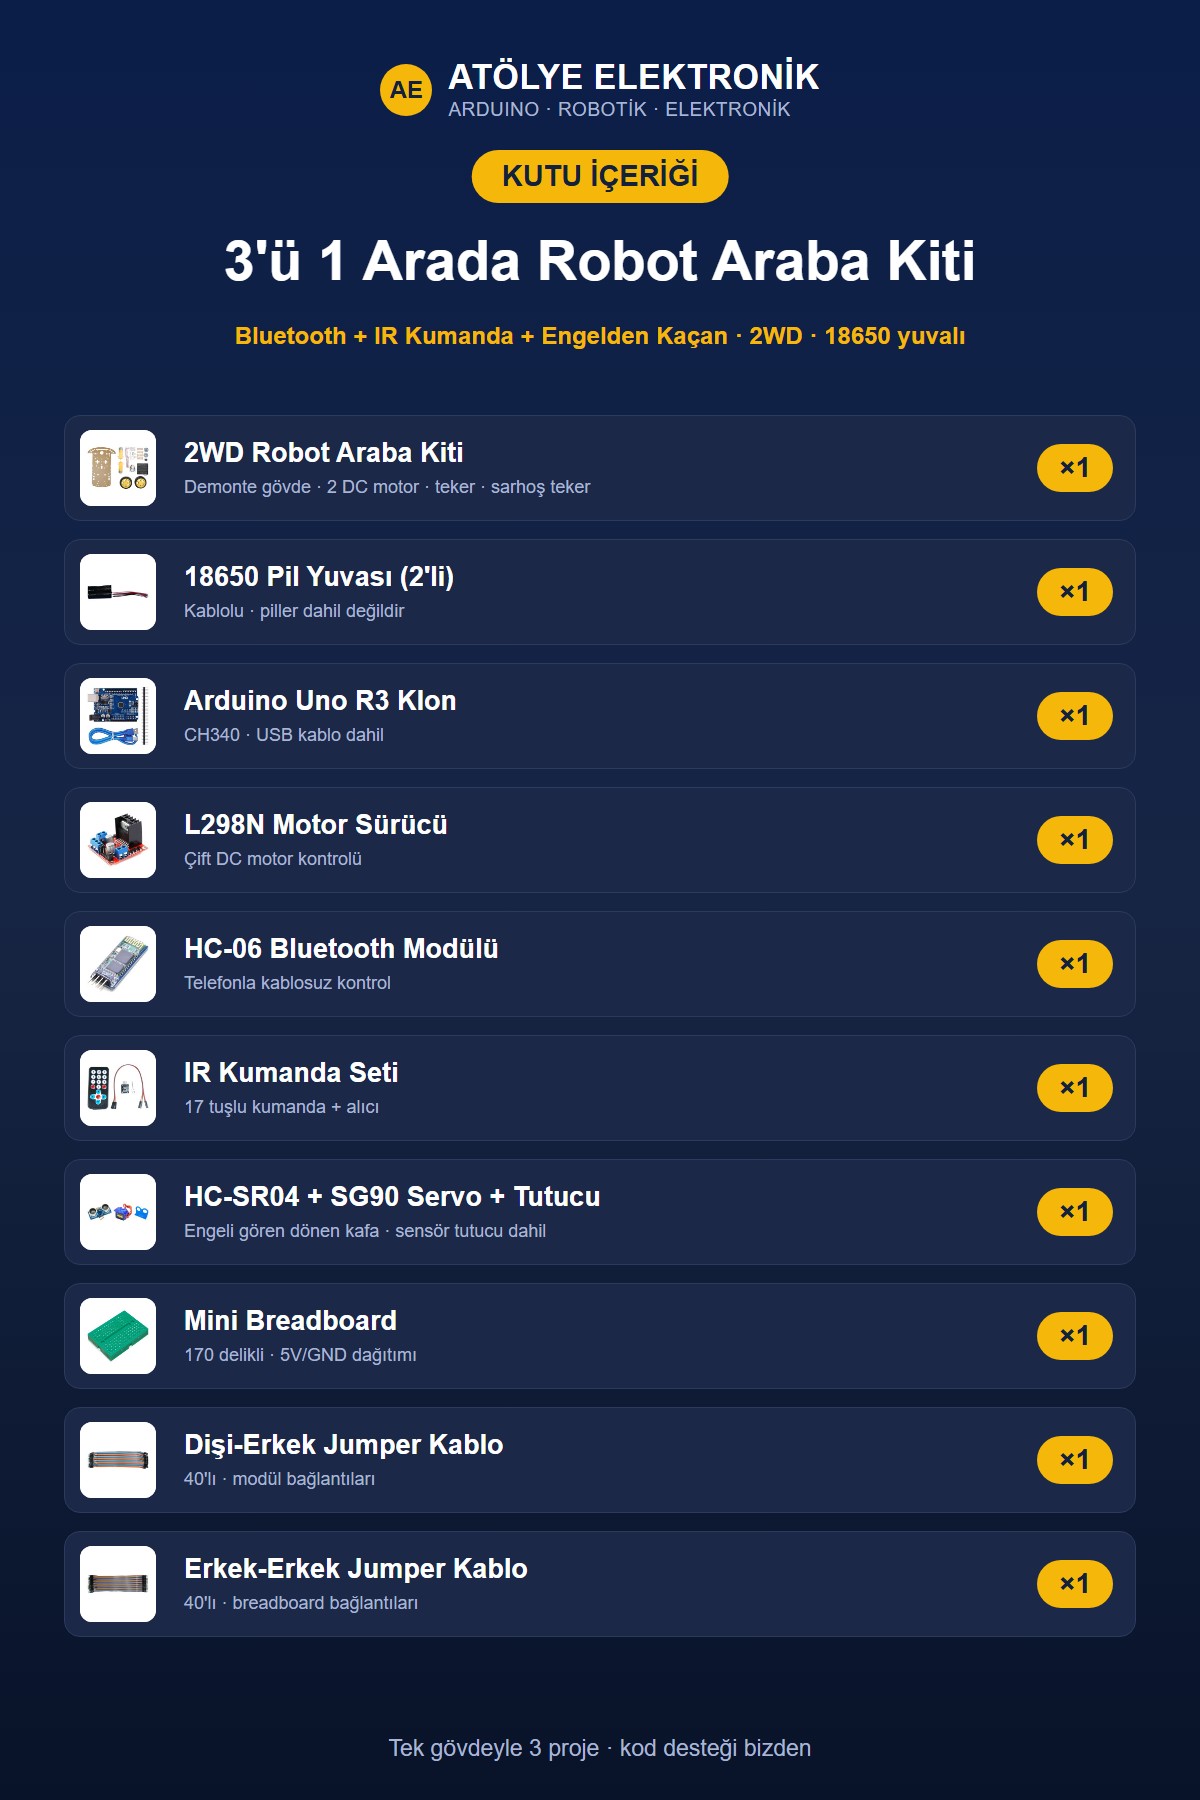 AE
ATÖLYE ELEKTRONİK
ARDUINO · ROBOTİK · ELEKTRONİK
KUTU İÇERİĞİ
3'ü 1 Arada Robot Araba Kiti
Bluetooth + IR Kumanda + Engelden Kaçan · 2WD · 18650 yuvalı
2WD Robot Araba Kiti
Demonte gövde · 2 DC motor · teker · sarhoş teker
×1
18650 Pil Yuvası (2'li)
Kablolu · piller dahil değildir
×1
Arduino Uno R3 Klon
CH340 · USB kablo dahil
×1
L298N Motor Sürücü
Çift DC motor kontrolü
×1
HC-06 Bluetooth Modülü
Telefonla kablosuz kontrol
×1
IR Kumanda Seti
17 tuşlu kumanda + alıcı
×1
HC-SR04 + SG90 Servo + Tutucu
Engeli gören dönen kafa · sensör tutucu dahil
×1
Mini Breadboard
170 delikli · 5V/GND dağıtımı
×1
Dişi-Erkek Jumper Kablo
40'lı · modül bağlantıları
×1
Erkek-Erkek Jumper Kablo
40'lı · breadboard bağlantıları
×1
Tek gövdeyle 3 proje · kod desteği bizden